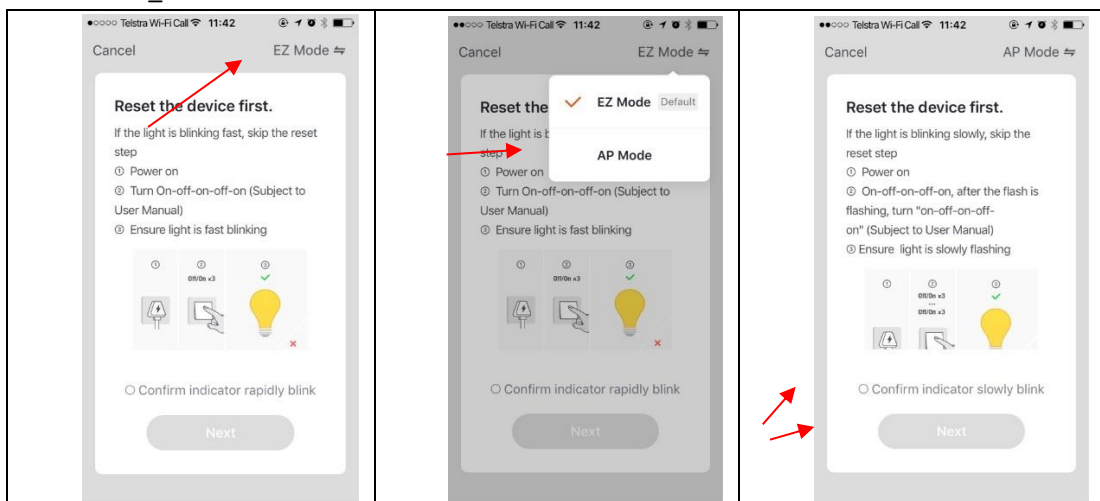 Telstra Wi-Fi Call 11:42
Cancel EZ Mode ⇋
Reset the device first.
If the light is blinking fast, skip the reset
step
① Power on
② Turn On-off-on-off-on (Subject to
User Manual)
③ Ensure light is fast blinking
① ② ③
Off/On x3
Confirm indicator rapidly blink
Next
Telstra Wi-Fi Call 11:42
Cancel EZ Mode ⇋
EZ Mode Default
AP Mode
Reset the
If the light is b
step
① Power on
② Turn On-off-on-off-on (Subject to
User Manual)
③ Ensure light is fast blinking
① ② ③
Off/On x3
Confirm indicator rapidly blink
Next
Telstra Wi-Fi Call 11:42
Cancel AP Mode ⇋
Reset the device first.
If the light is blinking slowly, skip the
reset step
① Power on
② On-off-on-off-on, after the flash is
flashing, turn "on-off-on-off-
on" (Subject to User Manual)
③ Ensure light is slowly flashing
① ② ③
Off/On x3
...
Off/On x3
Confirm indicator slowly blink
Next